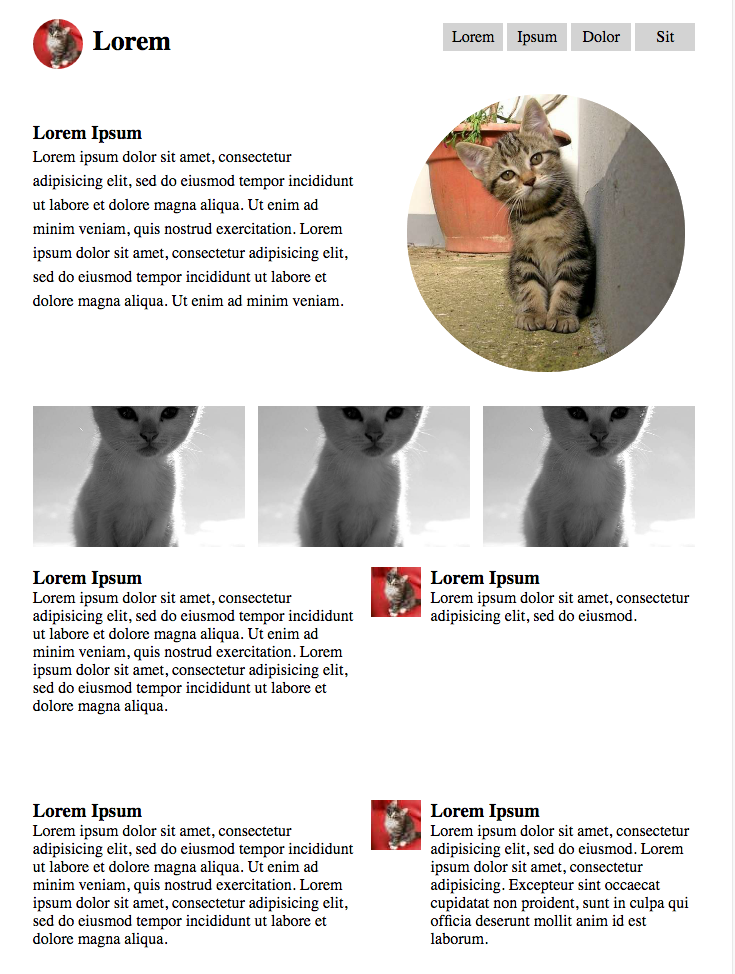 Lorem
Lorem Ipsum Dolor Sit
Lorem Ipsum
Lorem ipsum dolor sit amet, consectetur
adipisicing elit, sed do eiusmod tempor incididunt
ut labore et dolore magna aliqua. Ut enim ad
minim veniam, quis nostrud exercitation. Lorem
ipsum dolor sit amet, consectetur adipisicing elit,
sed do eiusmod tempor incididunt ut labore et
dolore magna aliqua. Ut enim ad minim veniam.
Lorem Ipsum
Lorem ipsum dolor sit amet, consectetur
adipisicing elit, sed do eiusmod tempor incididunt
ut labore et dolore magna aliqua. Ut enim ad
minim veniam, quis nostrud exercitation. Lorem
ipsum dolor sit amet, consectetur adipisicing elit,
sed do eiusmod tempor incididunt ut labore et
dolore magna aliqua.
Lorem Ipsum
Lorem ipsum dolor sit amet, consectetur
adipisicing elit, sed do eiusmod.
Lorem Ipsum
Lorem ipsum dolor sit amet, consectetur
adipisicing elit, sed do eiusmod tempor incididunt
ut labore et dolore magna aliqua. Ut enim ad
minim veniam, quis nostrud exercitation. Lorem
ipsum dolor sit amet, consectetur adipisicing elit,
sed do eiusmod tempor incididunt ut labore et
dolore magna aliqua.
Lorem Ipsum
Lorem ipsum dolor sit amet, consectetur
adipisicing elit, sed do eiusmod. Lorem
ipsum dolor sit amet, consectetur
adipisicing. Excepteur sint occaecat
cupidatat non proident, sunt in culpa qui
officia deserunt mollit anim id est
laborum.